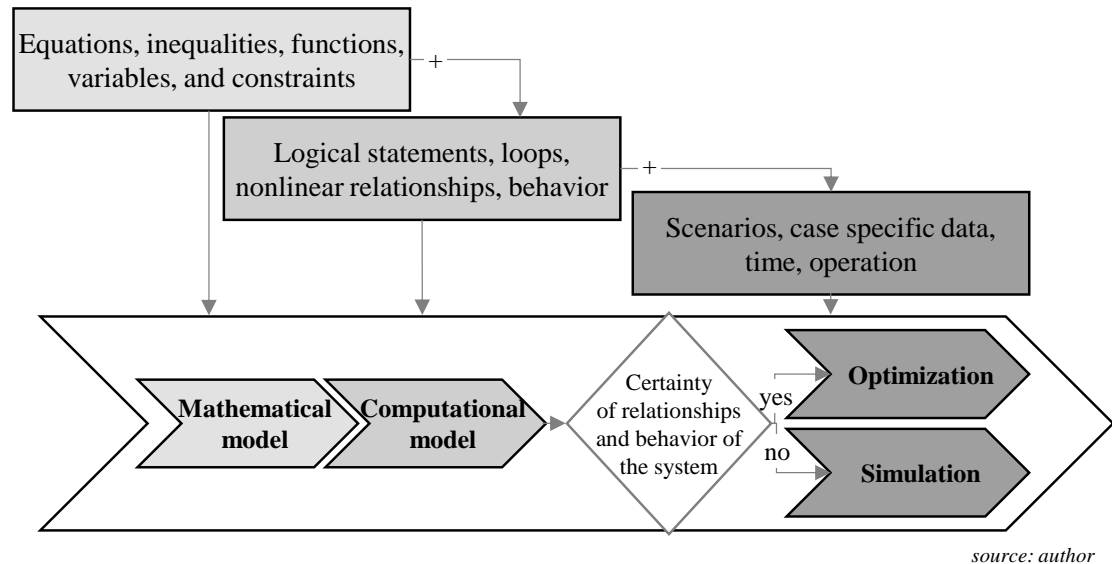 Equations, inequalities, functions,
variables, and constraints
+
Logical statements, loops,
nonlinear relationships, behavior
+
Scenarios, case specific data,
time, operation
Mathematical
model
Computational
model
Certainty
of relationships
and behavior of
the system
yes
no
Optimization
Simulation
source: author